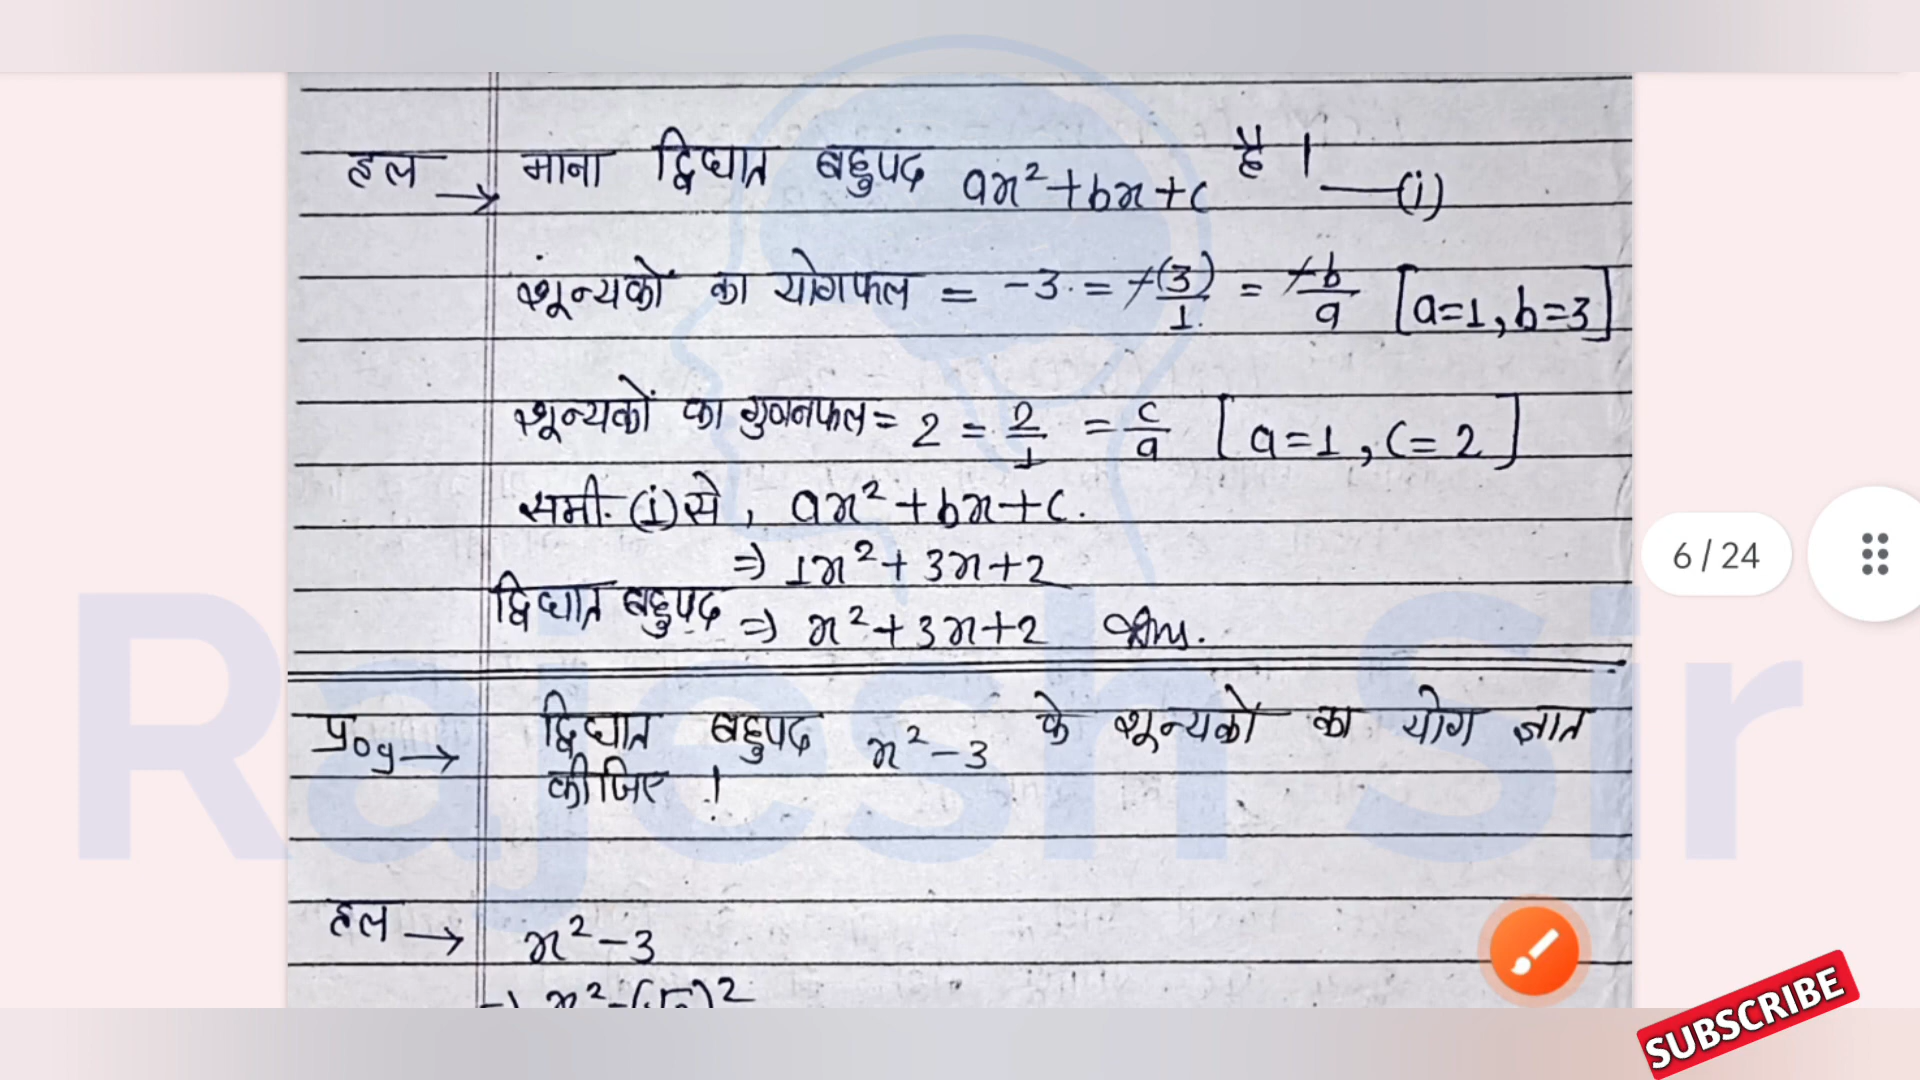 हल → माना द्विघात बहुपद ax²+bx+c है। —(i)
शून्यकों का योगफल = -3 = -(3)/1 = -b/a [a=1, b=3]
शून्यकों का गुणनफल = 2 = 2/1 = c/a [a=1, c=2]
समी. (i) से, ax²+bx+c.
⇒ 1x²+3x+2
द्विघात बहुपद ⇒ x²+3x+2 Ans.
6 / 24
प्र०9→ द्विघात बहुपद x²-3 के शून्यको का योग ज्ञात
कीजिए।
हल → x²-3
Rajesh Sir
SUBSCRIBE